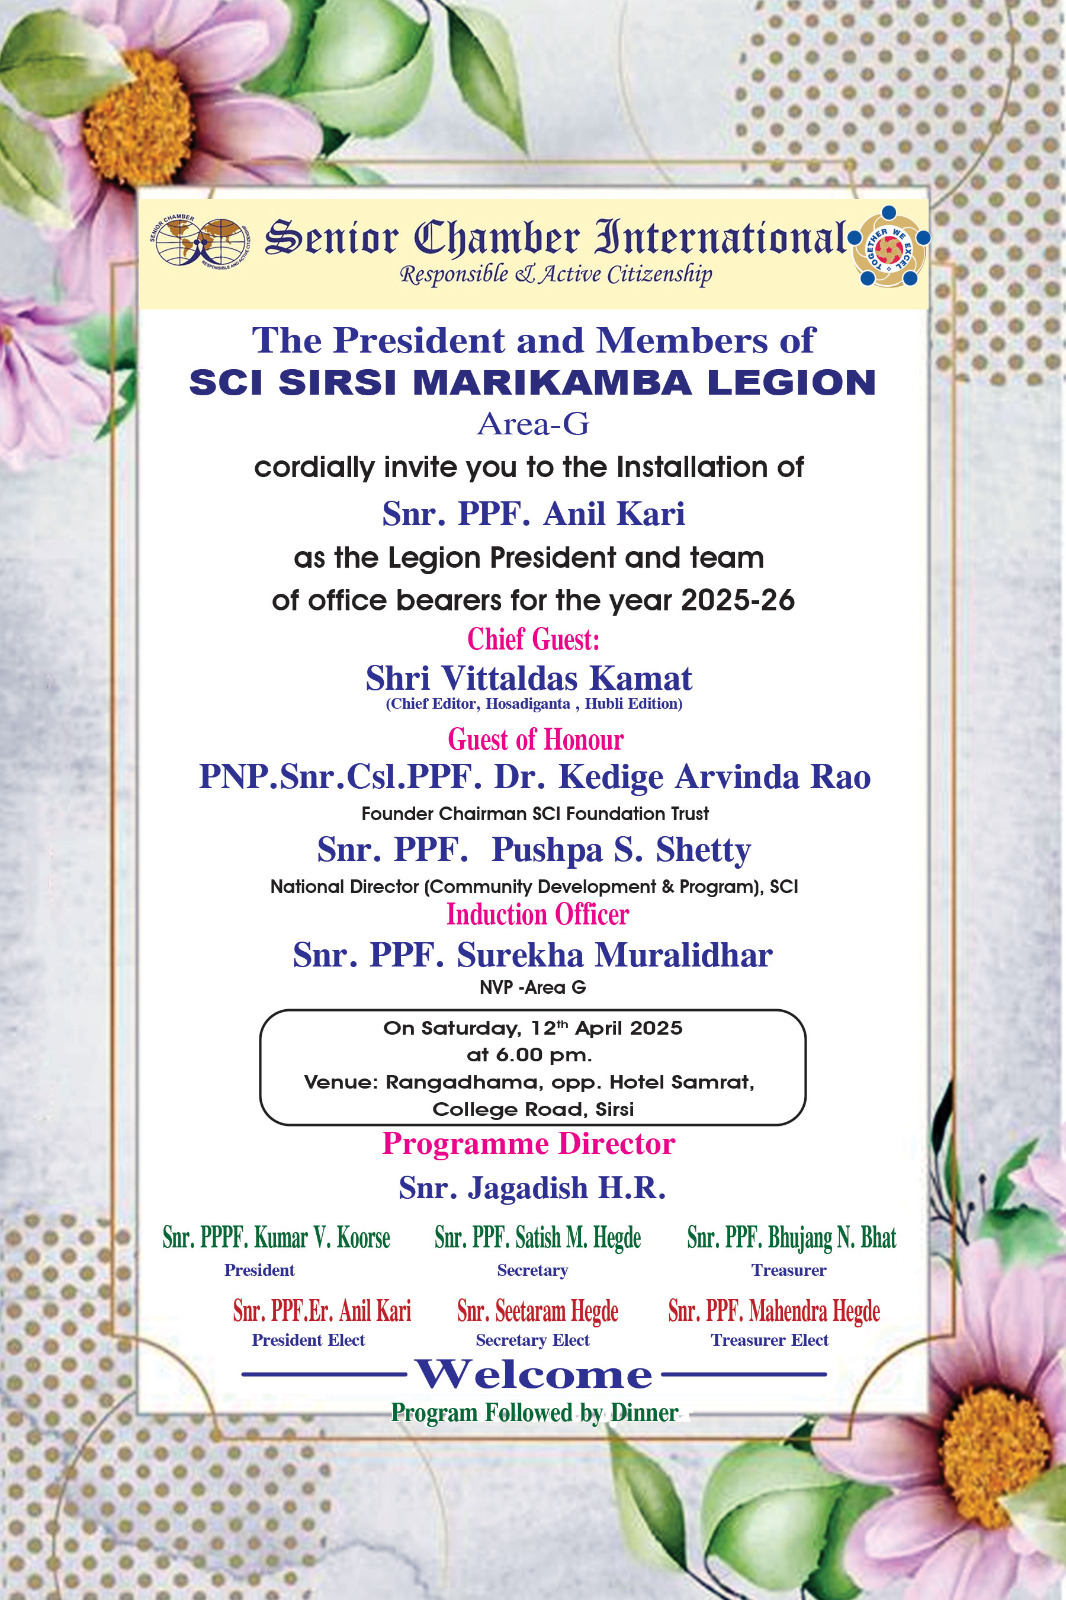 SENIOR CHAMBER
Senior Chamber International
Responsible & Active Citizenship
TOGETHER WE EXCEL
The President and Members of
SCI SIRSI MARIKAMBA LEGION
Area-G
cordially invite you to the Installation of
Snr. PPF. Anil Kari
as the Legion President and team
of office bearers for the year 2025-26
Chief Guest:
Shri Vittaldas Kamat
(Chief Editor, Hosadiganta , Hubli Edition)
Guest of Honour
PNP.Snr.Csl.PPF. Dr. Kedige Arvinda Rao
Founder Chairman SCI Foundation Trust
Snr. PPF. Pushpa S. Shetty
National Director (Community Development & Program), SCI
Induction Officer
Snr. PPF. Surekha Muralidhar
NVP -Area G
On Saturday, 12th April 2025
at 6.00 pm.
Venue: Rangadhama, opp. Hotel Samrat,
College Road, Sirsi
Programme Director
Snr. Jagadish H.R.
Snr. PPPF. Kumar V. Koorse Snr. PPF. Satish M. Hegde Snr. PPF. Bhujang N. Bhat
President Secretary Treasurer
Snr. PPF.Er. Anil Kari Snr. Seetaram Hegde Snr. PPF. Mahendra Hegde
President Elect Secretary Elect Treasurer Elect
Welcome
Program Followed by Dinner